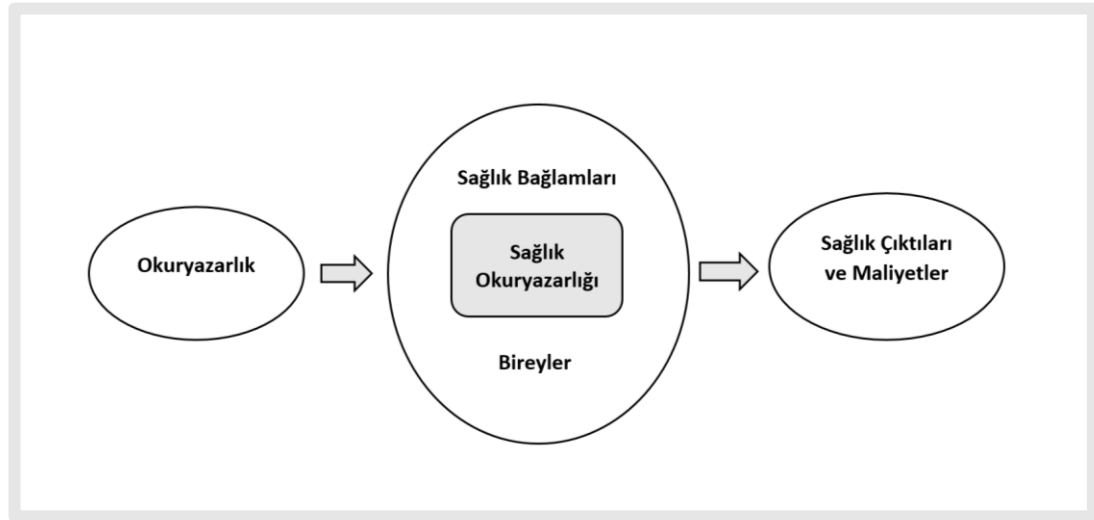 Okuryazarlık
Sağlık Bağlamları
Sağlık
Okuryazarlığı
Bireyler
Sağlık Çıktıları
ve Maliyetler